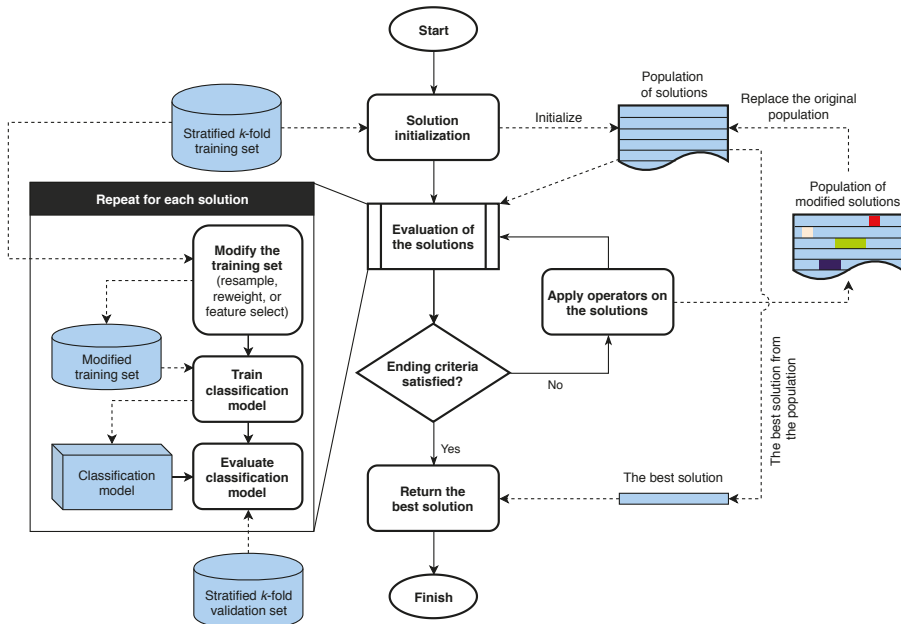 Start
Population
of solutions
Replace the original
population
Stratified k-fold
training set
Solution
initialization
Initialize
Population of
modified solutions
Repeat for each solution
Evaluation of
the solutions
Modify the
training set
(resample,
reweight, or
feature select)
Apply operators on
the solutions
Modified
training set
Train
classification
model
Ending criteria
satisfied?
No
The best solution from
the population
Yes
Classification
model
Evaluate
classification
model
Return the
best solution
The best solution
Stratified k-fold
validation set
Finish